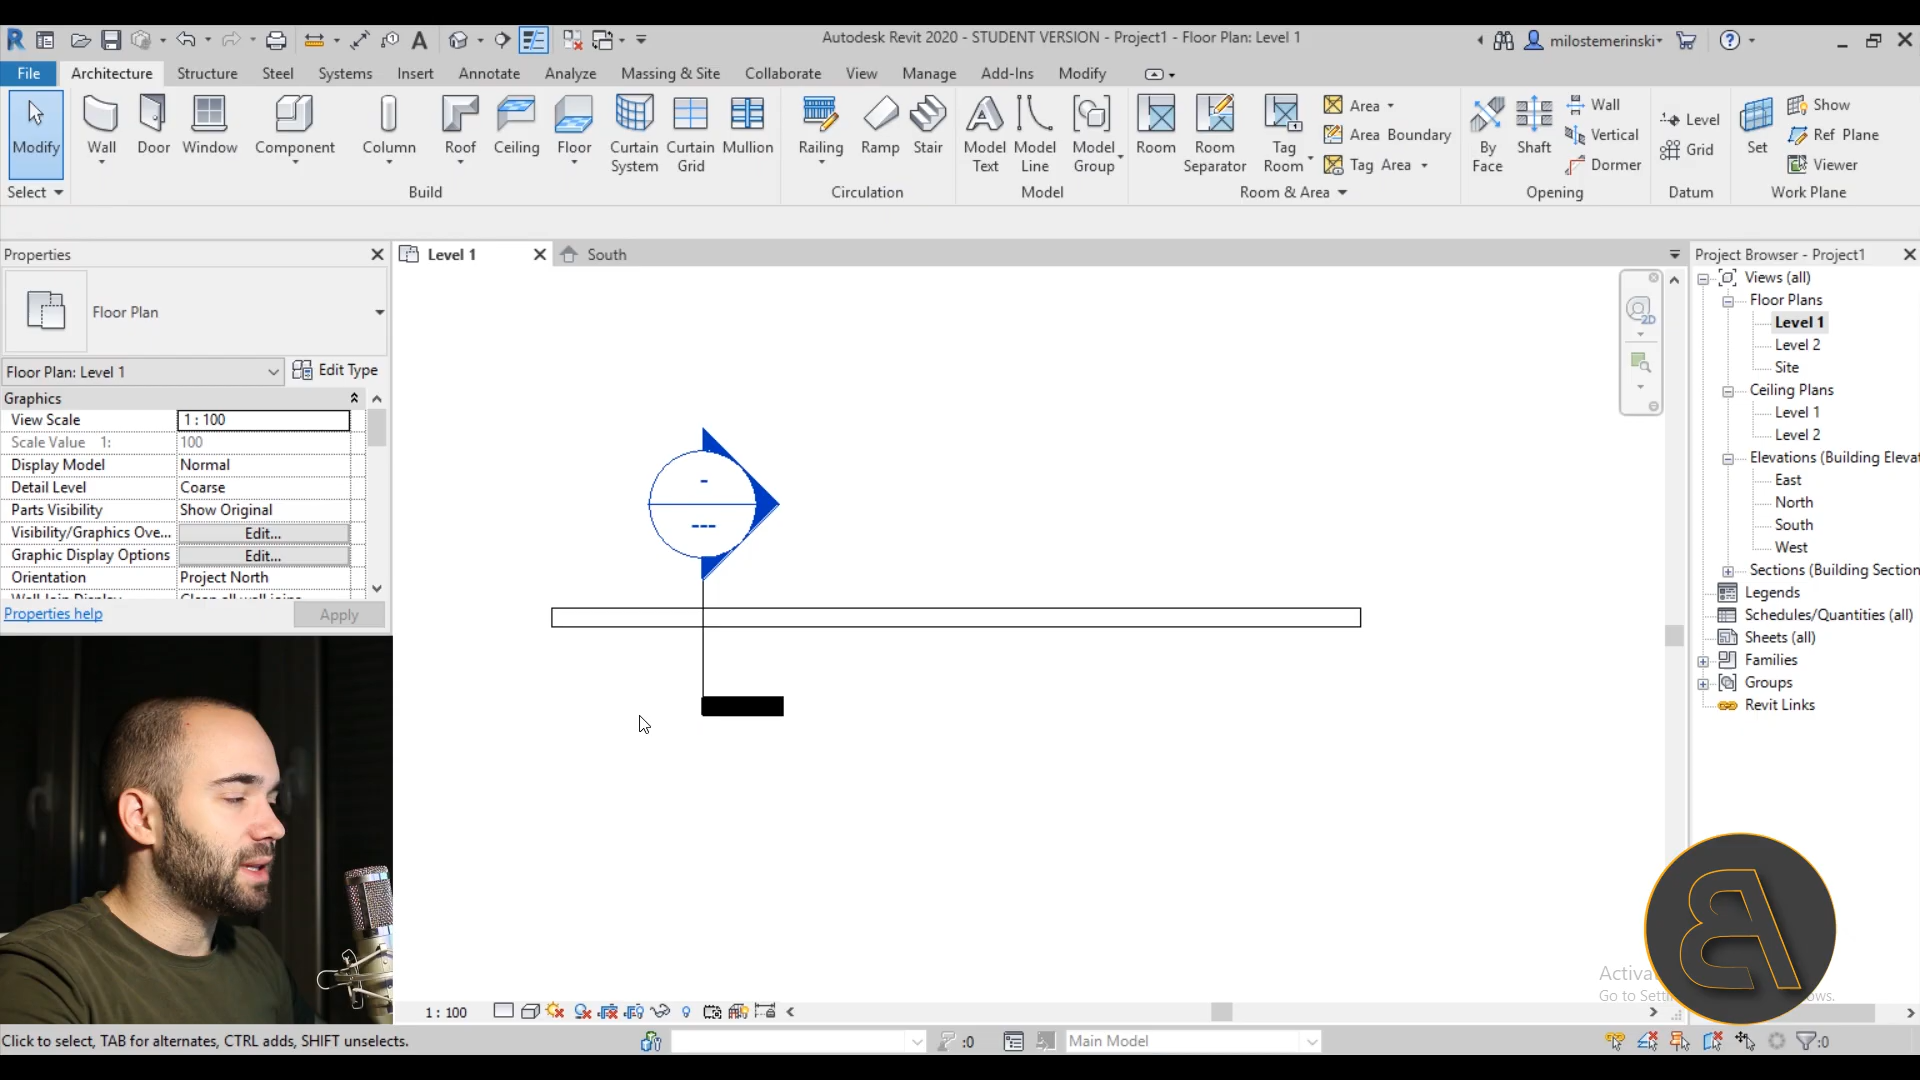 Autodesk Revit 2020 - STUDENT VERSION - Project1 - Floor Plan: Level 1
milostemerinski
File
Architecture
Structure
Steel
Systems
Insert
Annotate
Analyze
Massing & Site
Collaborate
View
Manage
Add-Ins
Modify
Modify
Wall
Door
Window
Component
Column
Roof
Ceiling
Floor
Curtain System
Curtain Grid
Mullion
Railing
Ramp
Stair
Model Text
Model Line
Model Group
Room
Room Separator
Tag Room
Area
Area Boundary
Tag Area
By Face
Shaft
Wall
Vertical
Dormer
Level
Grid
Set
Show
Ref Plane
Viewer
Select
Build
Circulation
Model
Room & Area
Opening
Datum
Work Plane
Properties
Floor Plan
Floor Plan: Level 1
Edit Type
Graphics
View Scale 1 : 100
Scale Value 1: 100
Display Model Normal
Detail Level Coarse
Parts Visibility Show Original
Visibility/Graphics Ove... Edit...
Graphic Display Options Edit...
Orientation Project North
Properties help
Apply
Level 1
South
2D
-
---
Project Browser - Project1
Views (all)
Floor Plans
Level 1
Level 2
Site
Ceiling Plans
Level 1
Level 2
Elevations (Building Eleva
East
North
South
West
Sections (Building Section
Legends
Schedules/Quantities (all)
Sheets (all)
Families
Groups
Revit Links
1 : 100
Click to select, TAB for alternates, CTRL adds, SHIFT unselects.
:0
Main Model
:0